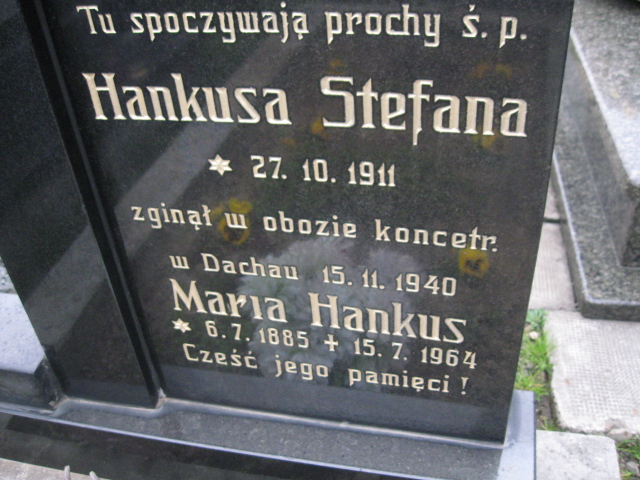 Tu spoczywają prochy ś. p.
Hankusa Stefana
* 27. 10. 1911
zginął w obozie koncetr.
w Dachau 15. 11. 1940
Maria Hankus
* 6. 7. 1885 + 15. 7. 1964
Cześć jego pamięci !